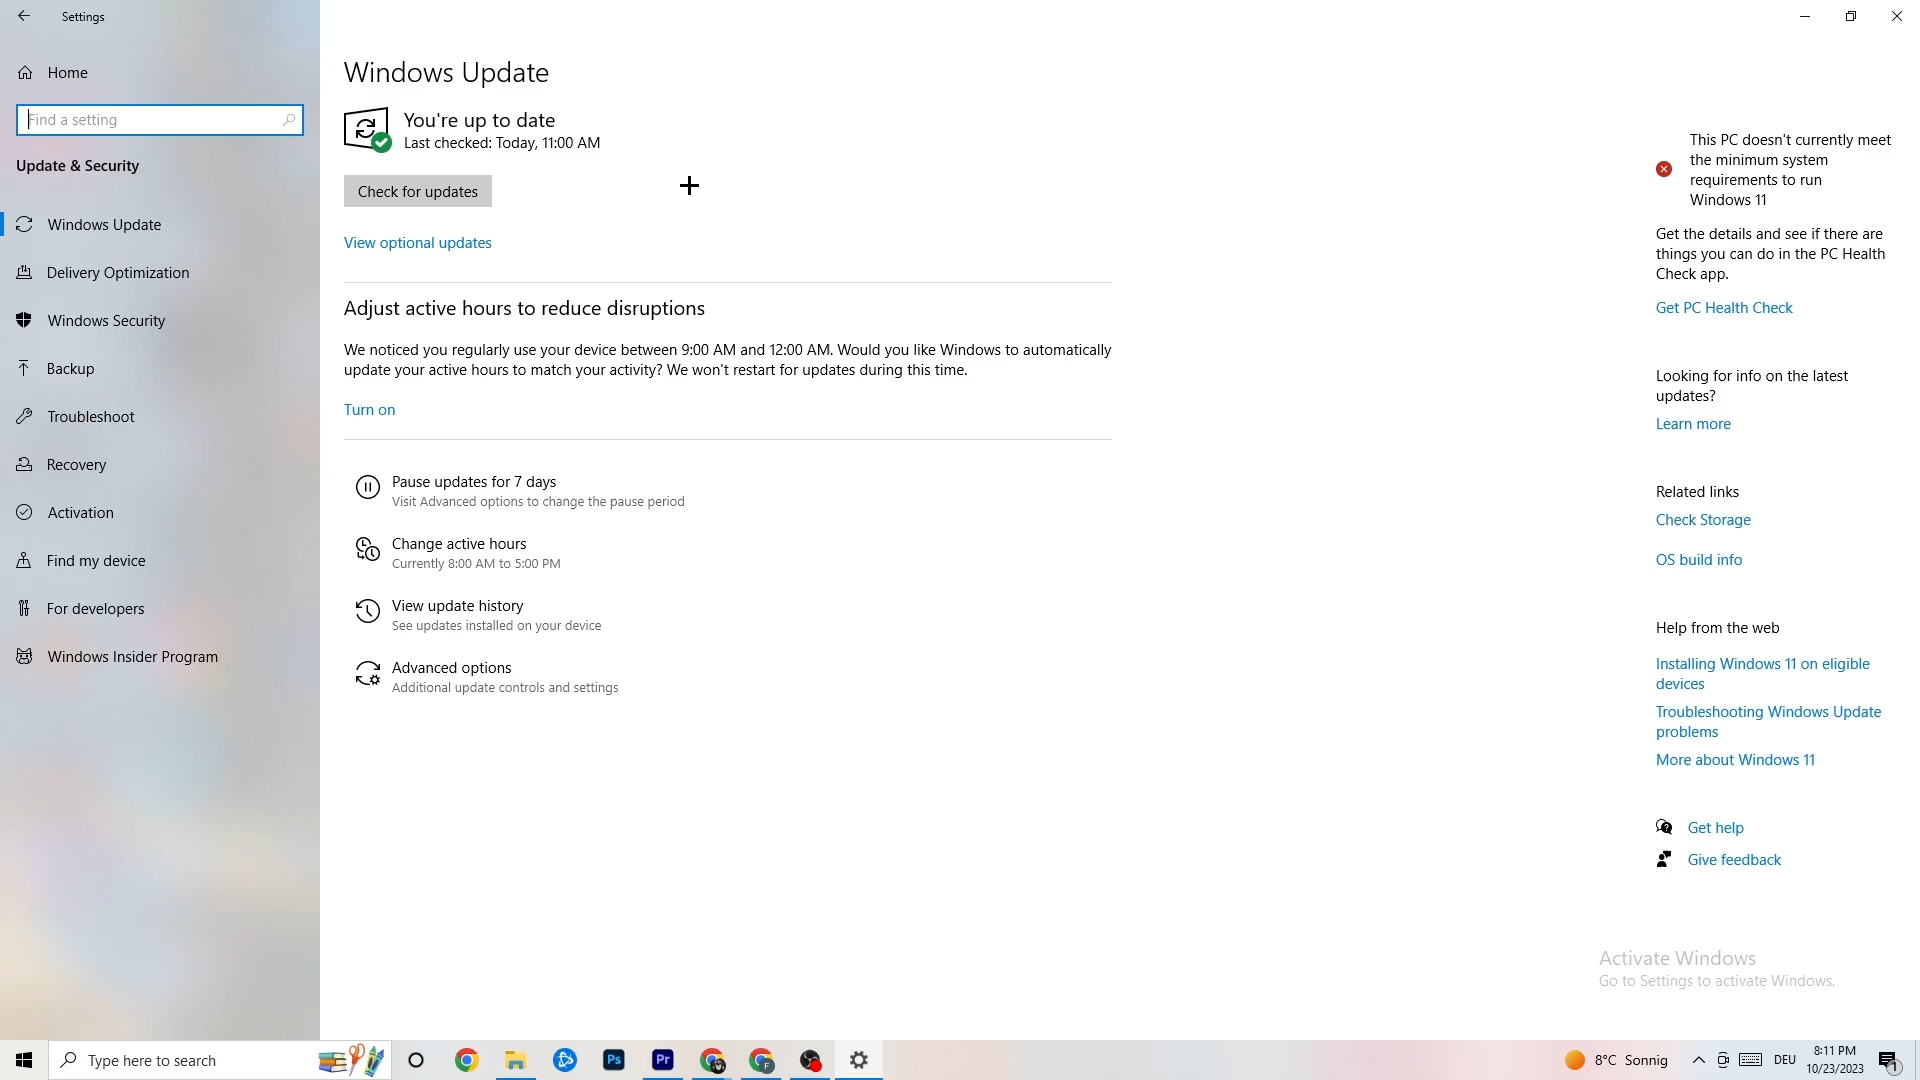 Settings
Home
Find a setting
Update & Security
Windows Update
Delivery Optimization
Windows Security
Backup
Troubleshoot
Recovery
Activation
Find my device
For developers
Windows Insider Program
Windows Update
You're up to date
Last checked: Today, 11:00 AM
Check for updates
View optional updates
Adjust active hours to reduce disruptions
We noticed you regularly use your device between 9:00 AM and 12:00 AM. Would you like Windows to automatically
update your active hours to match your activity? We won't restart for updates during this time.
Turn on
Pause updates for 7 days
Visit Advanced options to change the pause period
Change active hours
Currently 8:00 AM to 5:00 PM
View update history
See updates installed on your device
Advanced options
Additional update controls and settings
This PC doesn't currently meet
the minimum system
requirements to run
Windows 11
Get the details and see if there are
things you can do in the PC Health
Check app.
Get PC Health Check
Looking for info on the latest
updates?
Learn more
Related links
Check Storage
OS build info
Help from the web
Installing Windows 11 on eligible
devices
Troubleshooting Windows Update
problems
More about Windows 11
Get help
Give feedback
Activate Windows
Go to Settings to activate Windows.
Type here to search
Ps
Pr
F
8°C Sonnig
DEU
8:11 PM
10/23/2023
1